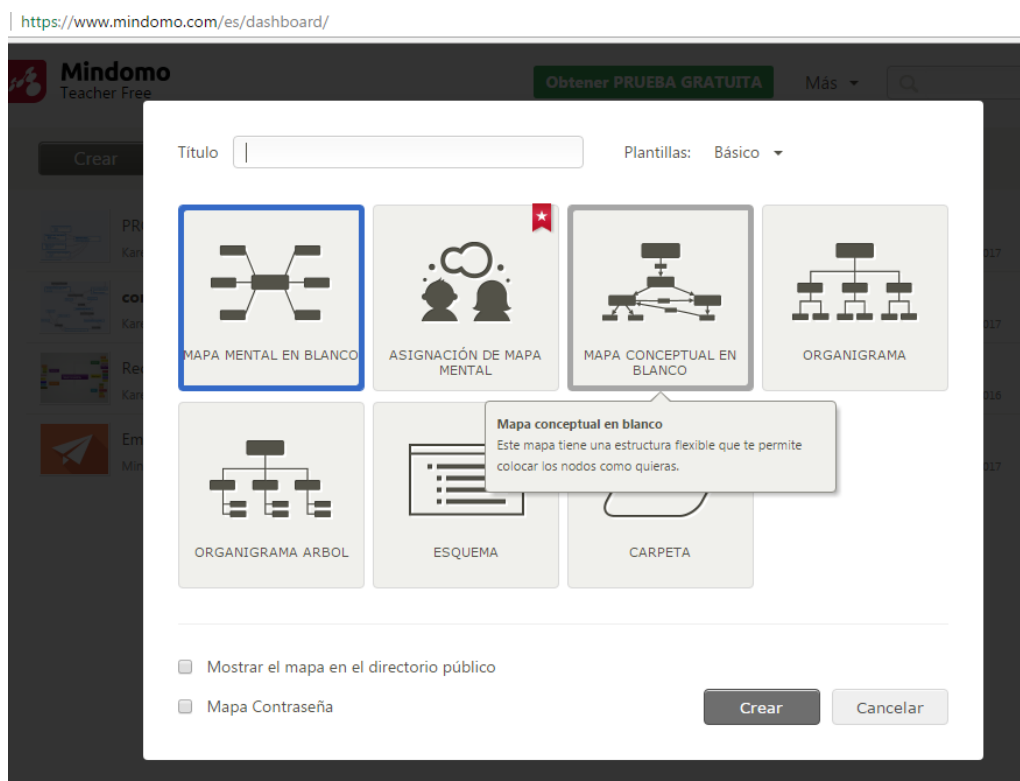 https://www.mindomo.com/es/dashboard/
Mindomo
Teacher Free
Obtener PRUEBA GRATUITA
Más
Crear
Título
Plantillas: Básico
MAPA MENTAL EN BLANCO
ASIGNACIÓN DE MAPA
MENTAL
MAPA CONCEPTUAL EN
BLANCO
ORGANIGRAMA
Mapa conceptual en blanco
Este mapa tiene una estructura flexible que te permite
colocar los nodos como quieras.
ORGANIGRAMA ARBOL
ESQUEMA
CARPETA
Mostrar el mapa en el directorio público
Mapa Contraseña
Crear
Cancelar